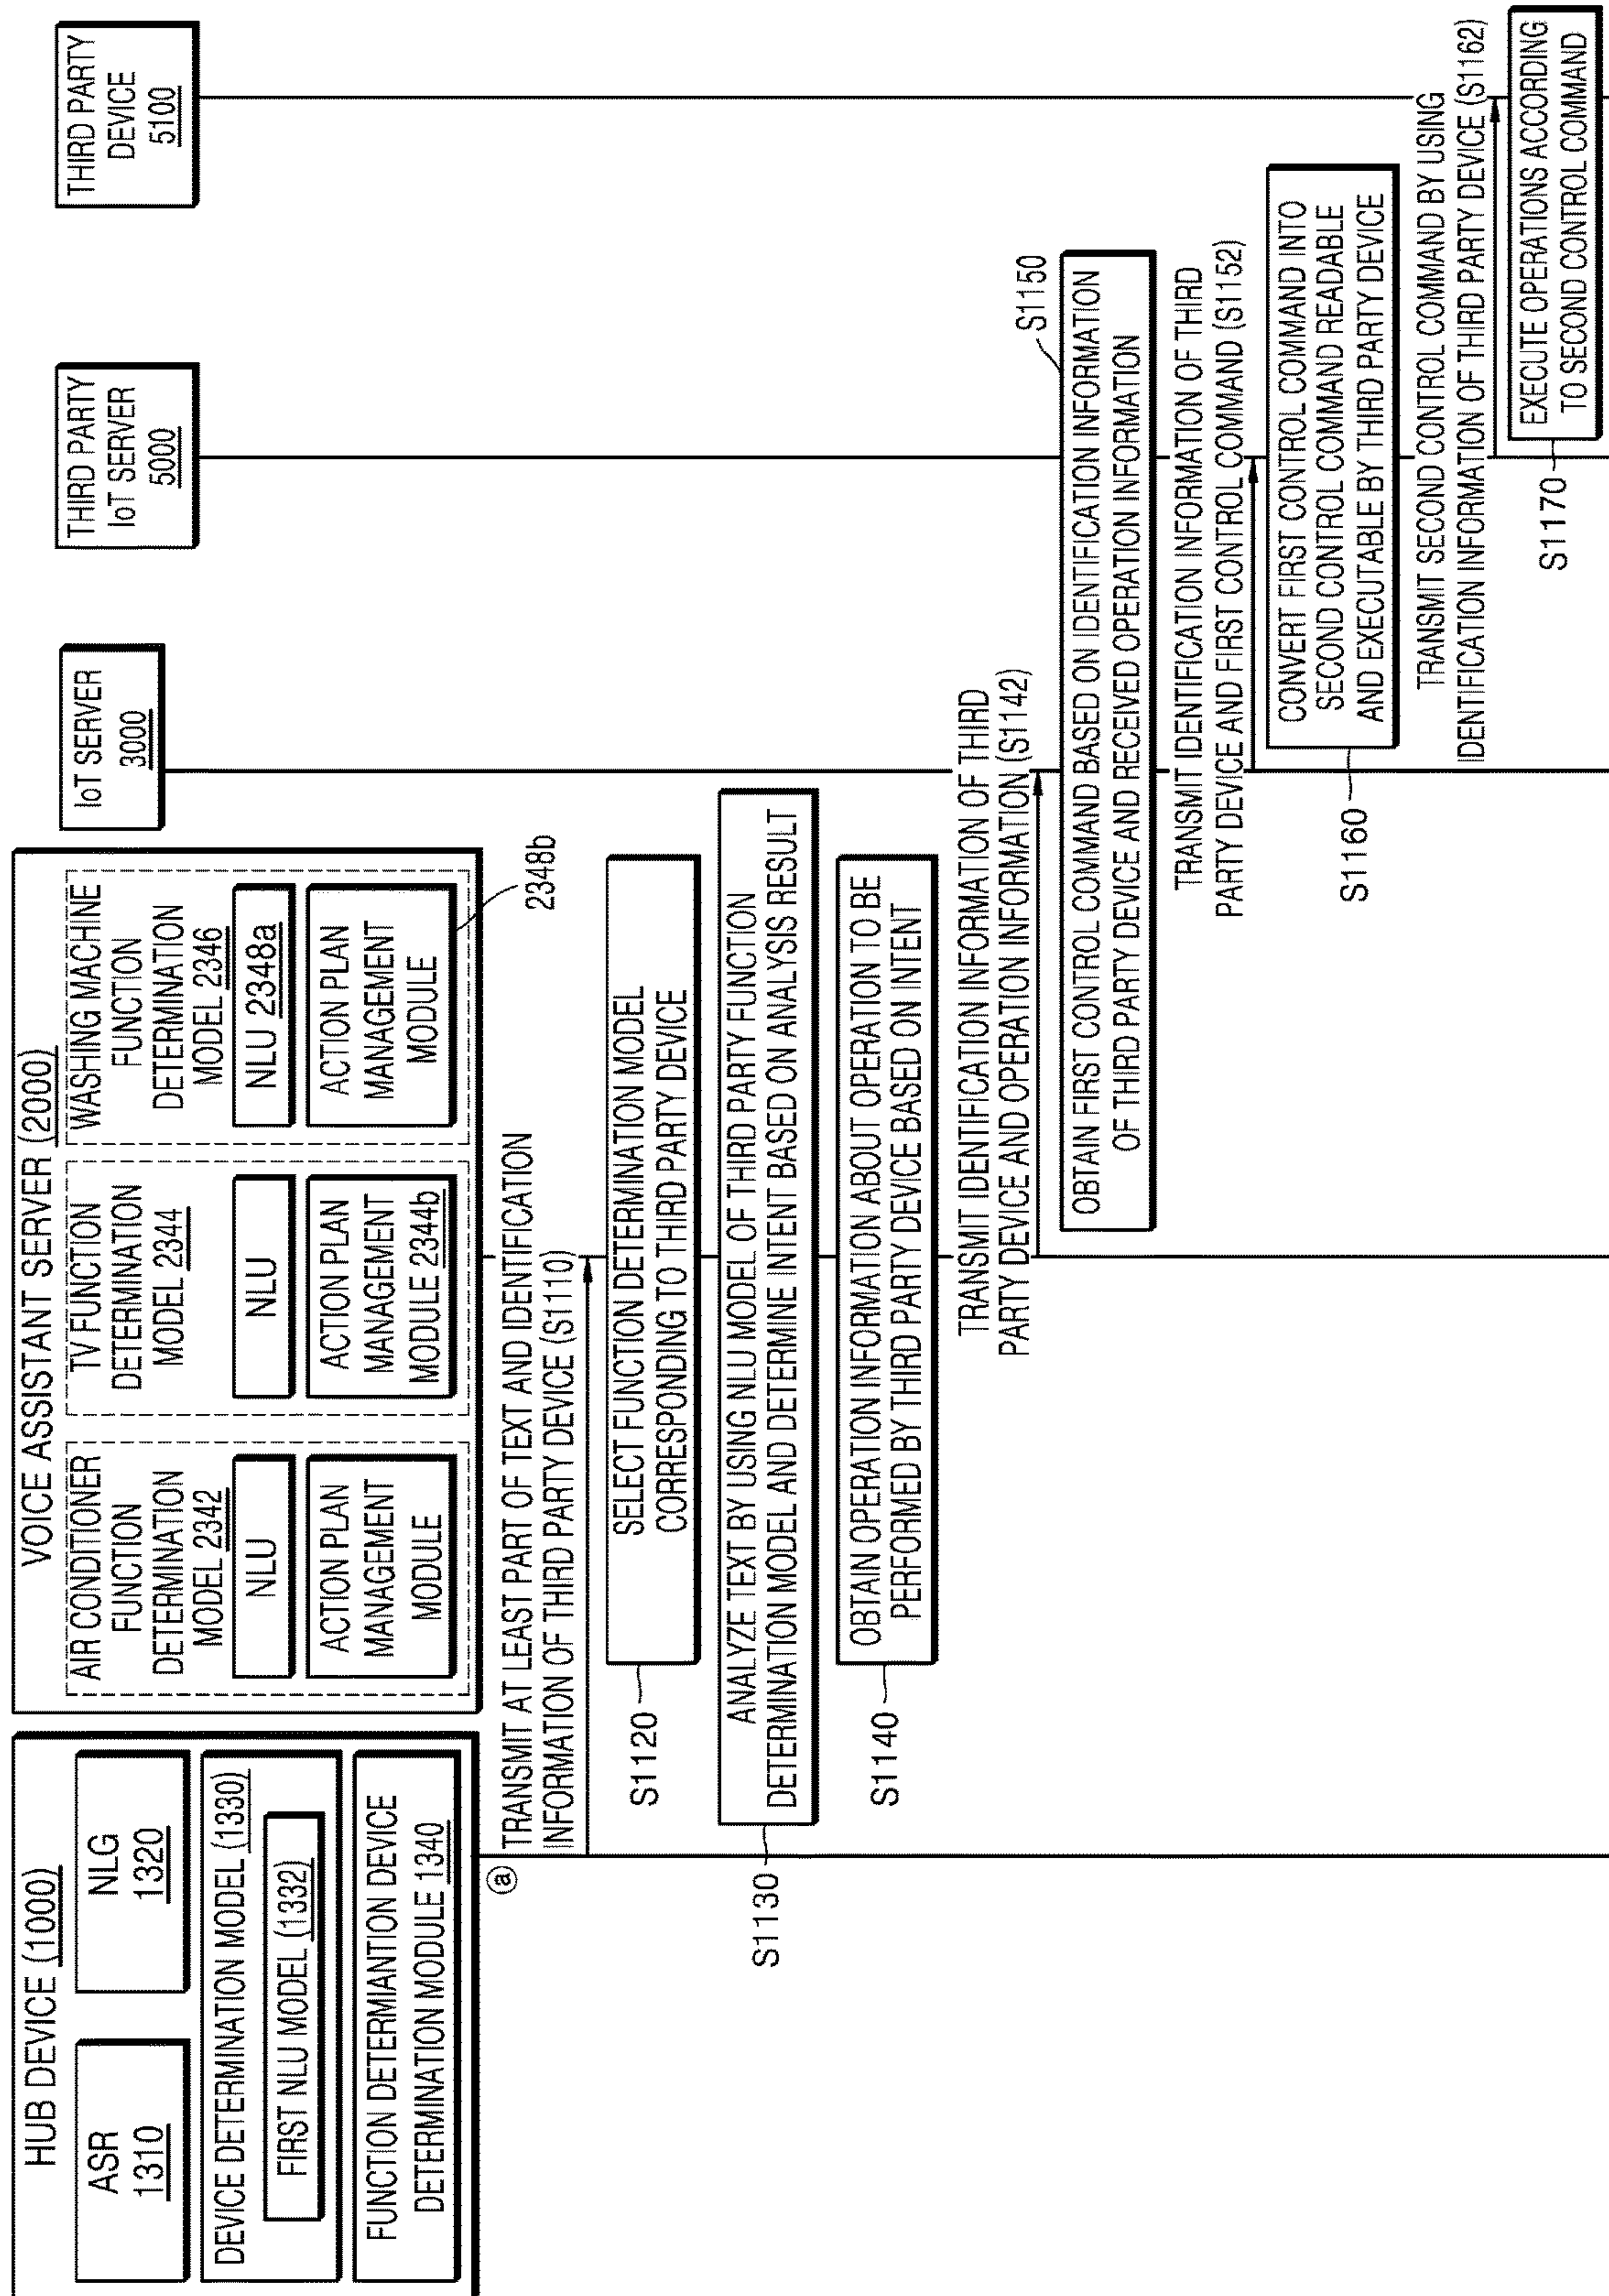 HUB DEVICE (1000)
ASR
1310
NLG
1320
DEVICE DETERMINATION MODEL (1330)
FIRST NLU MODEL (1332)
FUNCTION DETERMIANTION DEVICE
DETERMINATION MODULE 1340
VOICE ASSISTANT SERVER (2000)
AIR CONDITIONER
FUNCTION
DETERMINATION
MODEL 2342
NLU
ACTION PLAN
MANAGEMENT
MODULE
TV FUNCTION
DETERMINATION
MODEL 2344
NLU
ACTION PLAN
MANAGEMENT
MODULE 2344b
WASHING MACHINE
FUNCTION
DETERMINATION
MODEL 2346
NLU 2348a
ACTION PLAN
MANAGEMENT
MODULE
2348b
IoT SERVER
3000
THIRD PARTY
IoT SERVER
5000
THIRD PARTY
DEVICE
5100
ⓐ
TRANSMIT AT LEAST PART OF TEXT AND IDENTIFICATION
INFORMATION OF THIRD PARTY DEVICE (S1110)
S1120
SELECT FUNCTION DETERMINATION MODEL
CORRESPONDING TO THIRD PARTY DEVICE
S1130
ANALYZE TEXT BY USING NLU MODEL OF THIRD PARTY FUNCTION
DETERMINATION MODEL AND DETERMINE INTENT BASED ON ANALYSIS RESULT
S1140
OBTAIN OPERATION INFORMATION ABOUT OPERATION TO BE
PERFORMED BY THIRD PARTY DEVICE BASED ON INTENT
TRANSMIT IDENTIFICATION INFORMATION OF THIRD
PARTY DEVICE AND OPERATION INFORMATION (S1142)
S1150
OBTAIN FIRST CONTROL COMMAND BASED ON IDENTIFICATION INFORMATION
OF THIRD PARTY DEVICE AND RECEIVED OPERATION INFORMATION
TRANSMIT IDENTIFICATION INFORMATION OF THIRD
PARTY DEVICE AND FIRST CONTROL COMMAND (S1152)
S1160
CONVERT FIRST CONTROL COMMAND INTO
SECOND CONTROL COMMAND READABLE
AND EXECUTABLE BY THIRD PARTY DEVICE
TRANSMIT SECOND CONTROL COMMAND BY USING
IDENTIFICATION INFORMATION OF THIRD PARTY DEVICE (S1162)
S1170
EXECUTE OPERATIONS ACCORDING
TO SECOND CONTROL COMMAND